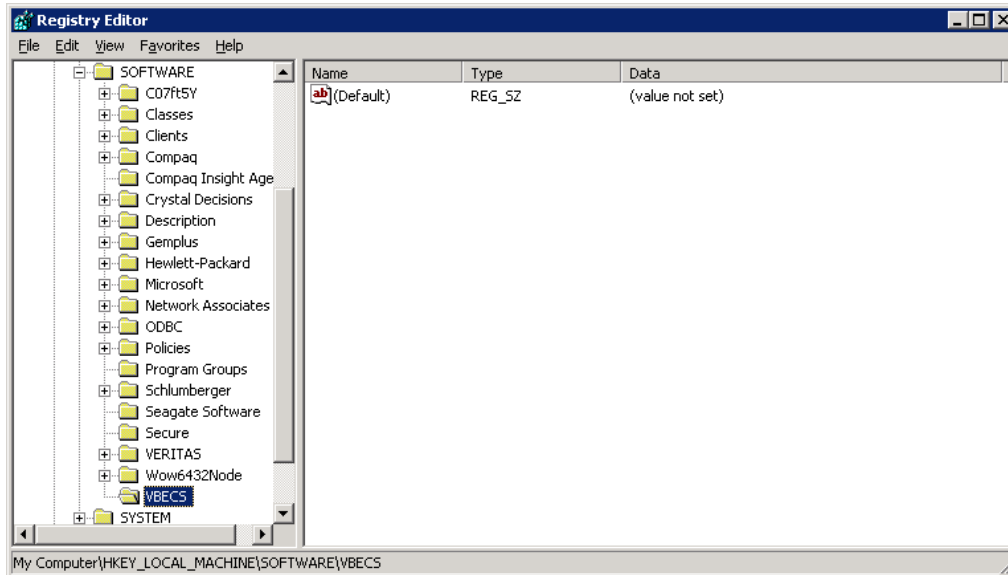 Registry Editor
File Edit View Favorites Help
SOFTWARE
C07ft5Y
Classes
Clients
Compaq
Compaq Insight Age
Crystal Decisions
Description
Gemplus
Hewlett-Packard
Microsoft
Network Associates
ODBC
Policies
Program Groups
Schlumberger
Seagate Software
Secure
VERITAS
Wow6432Node
VBECS
SYSTEM
Name Type Data
ab (Default) REG_SZ (value not set)
My Computer\HKEY_LOCAL_MACHINE\SOFTWARE\VBECS